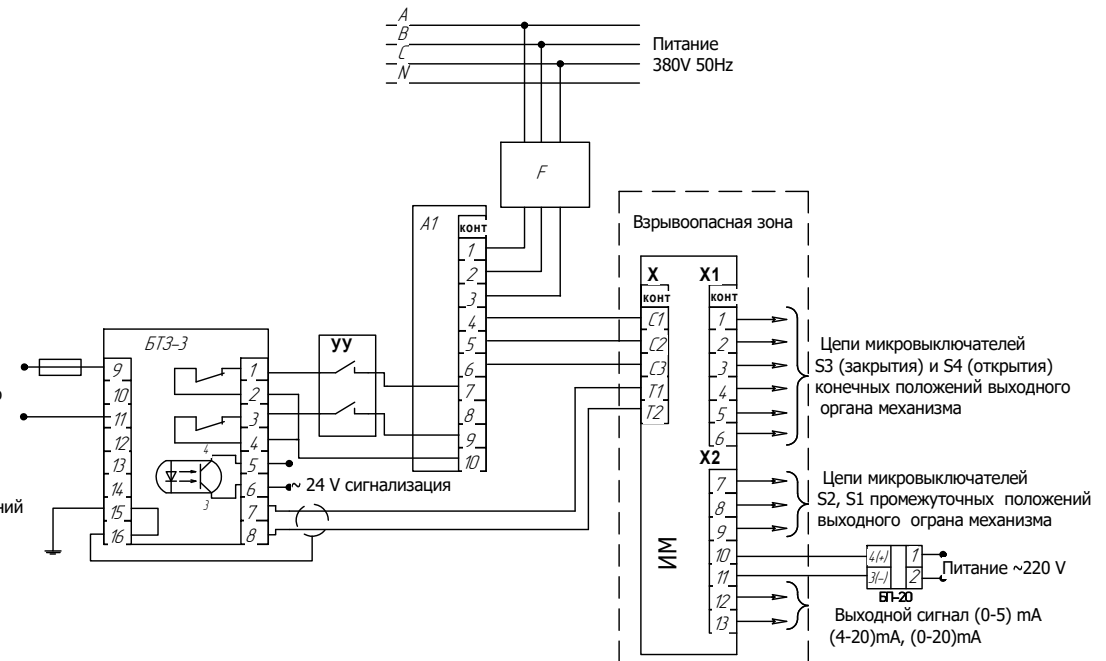 A
B
C
N
Питание
380V 50Hz
F
A1
конт
1
2
3
4
5
6
7
8
9
10
Взрывоопасная зона
X
конт
C1
C2
C3
T1
T2
ИМ
X1
конт
1
2
3
4
5
6
X2
7
8
9
10
11
12
13
Цепи микровыключателей
S3 (закрытия) и S4 (открытия)
конечных положений выходного
органа механизма
Цепи микровыключателей
S2, S1 промежуточных положений
выходного ограна механизма
4(+) 1
3(-) 2
БП-20
Питание ~220 V
Выходной сигнал (0-5) mA
(4-20)mA, (0-20)mA
БТЗ-3
9
10
11
12
13
14
15
16
1
2
3
4
5
6
7
8
4
3
УУ
~ 24 V сигнализация